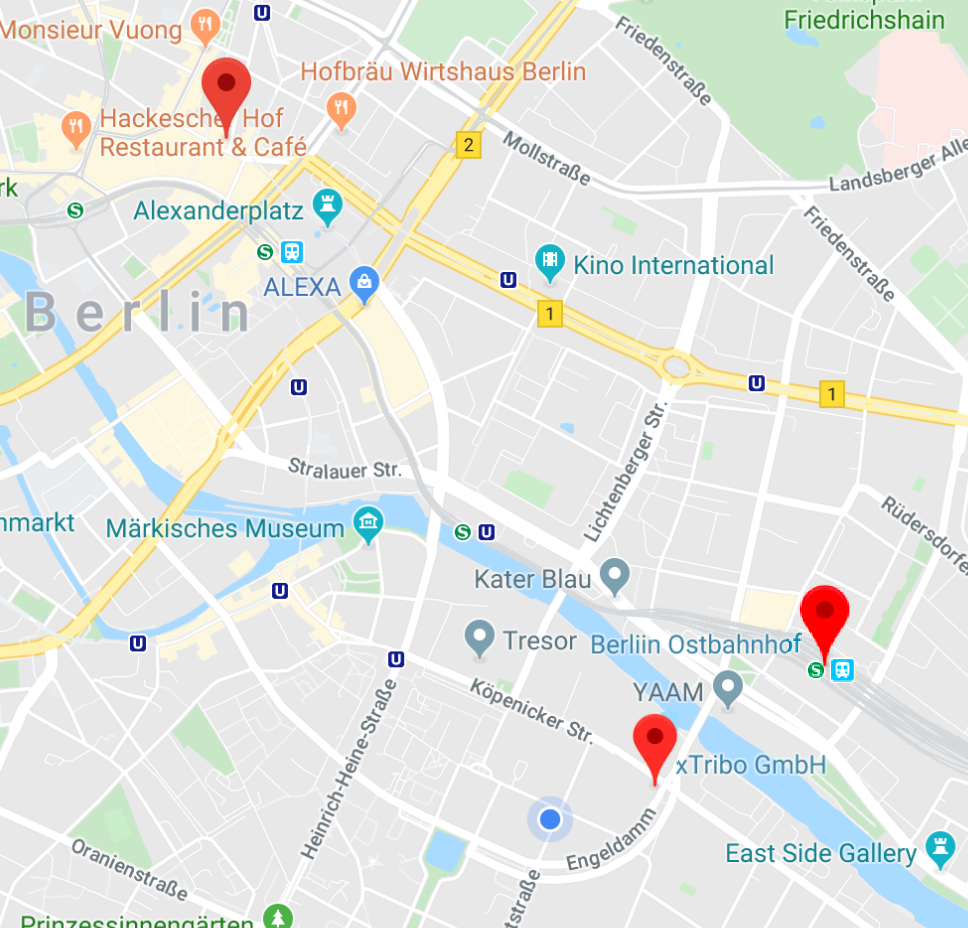 U
Friedrichshain
Monsieur Vuong
Friedenstraße
Hofbräu Wirtshaus Berlin
Hackescher Hof
Restaurant & Café
2
Mollstraße
Landsberger Alle
rk
S
Alexanderplatz
Friedenstraße
S
Kino International
U
ALEXA
Berlin
1
U
U
1
Lichtenberger Str.
Stralauer Str.
Rüdersdorfe
nmarkt
Märkisches Museum
S U
Kater Blau
U
U
Tresor
Berliin Ostbahnhof
U
S
YAAM
Köpenicker Str.
Heinrich-Heine-Straße
xTribo GmbH
Engeldamm
Oranienstraße
East Side Gallery
tstraße
Prinzessinnengärten